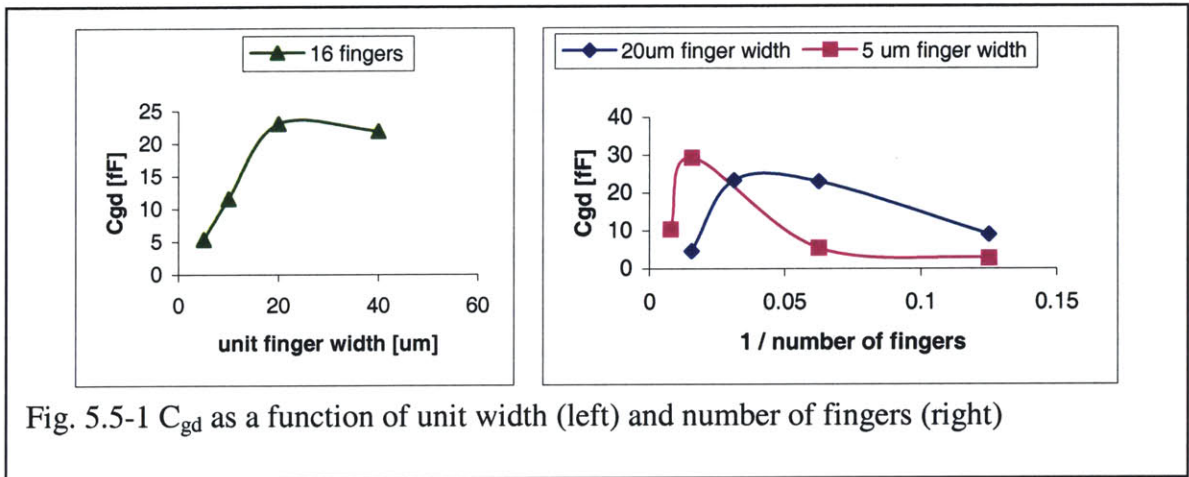 16 fingers
25
20
15
10
5
0
Cgd [fF]
0 20 40 60
unit finger width [um]
20um finger width 5 um finger width
40
30
20
10
0
Cgd [fF]
0 0.05 0.1 0.15
1 / number of fingers
Fig. 5.5-1 Cgd as a function of unit width (left) and number of fingers (right)